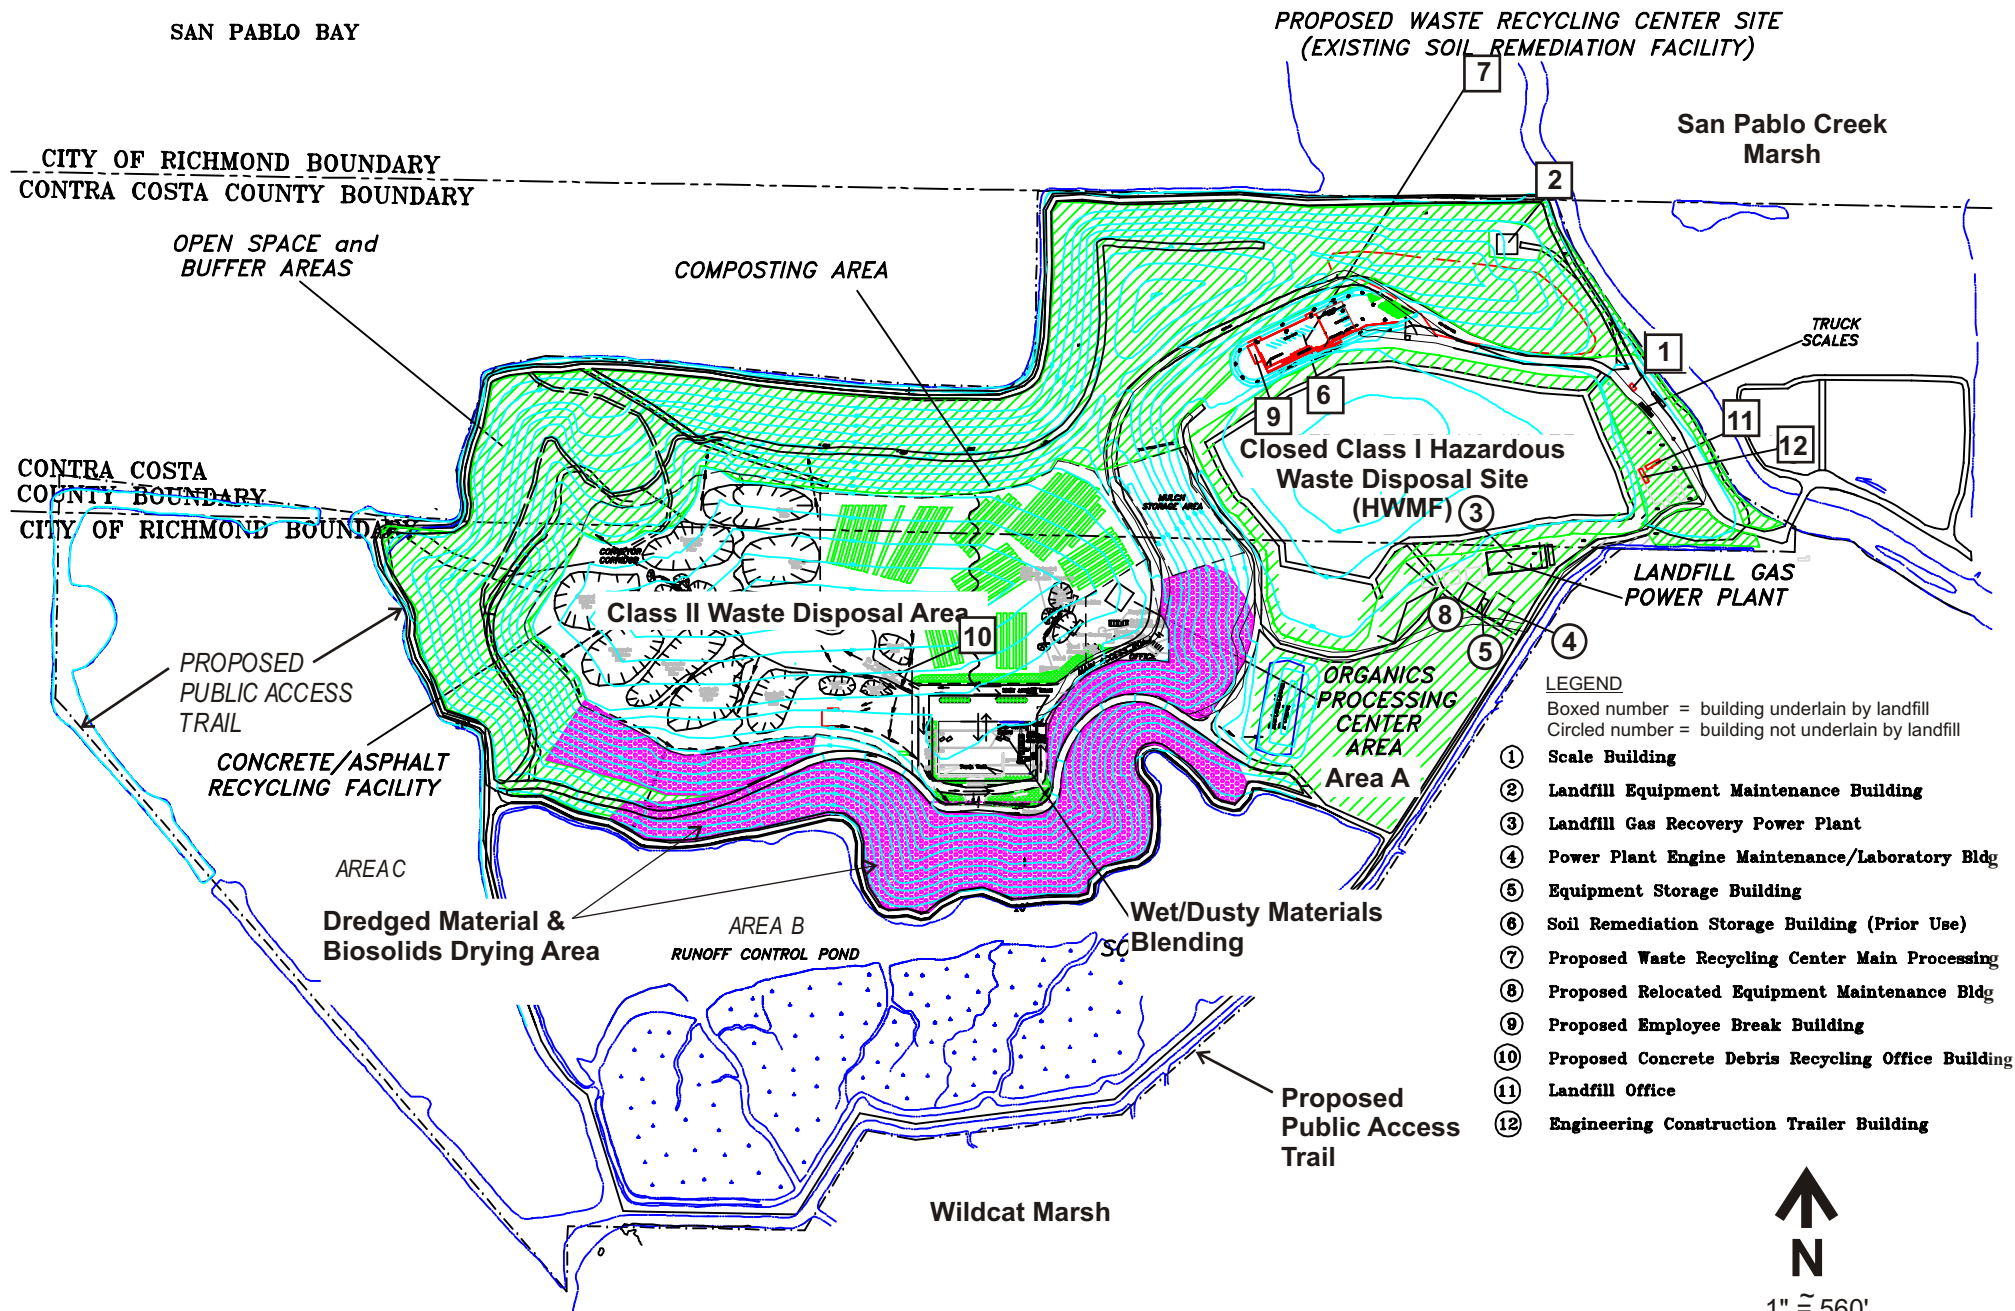 SAN PABLO BAY
PROPOSED WASTE RECYCLING CENTER SITE
(EXISTING SOIL REMEDIATION FACILITY)
7
San Pablo Creek
Marsh
CITY OF RICHMOND BOUNDARY
CONTRA COSTA COUNTY BOUNDARY
2
OPEN SPACE and
BUFFER AREAS
COMPOSTING AREA
TRUCK
SCALES
1
6
9
11
12
Closed Class I Hazardous
Waste Disposal Site
(HWMF)
3
CONTRA COSTA
COUNTY BOUNDARY
CITY OF RICHMOND BOUNDARY
MULCH
STORAGE AREA
CONVEYOR
CORRIDOR
LANDFILL GAS
POWER PLANT
Class II Waste Disposal Area
10
8
5
4
OFFICE
PROPOSED
PUBLIC ACCESS
TRAIL
ORGANICS
PROCESSING
CENTER
AREA
Area A
CONCRETE/ASPHALT
RECYCLING FACILITY
AREA C
Dredged Material &
Biosolids Drying Area
AREA B
RUNOFF CONTROL POND
SO
Wet/Dusty Materials
Blending
Proposed
Public Access
Trail
Wildcat Marsh
LEGEND
Boxed number = building underlain by landfill
Circled number = building not underlain by landfill
1 Scale Building
2 Landfill Equipment Maintenance Building
3 Landfill Gas Recovery Power Plant
4 Power Plant Engine Maintenance/Laboratory Bldg
5 Equipment Storage Building
6 Soil Remediation Storage Building (Prior Use)
7 Proposed Waste Recycling Center Main Processing
8 Proposed Relocated Equipment Maintenance Bldg
9 Proposed Employee Break Building
10 Proposed Concrete Debris Recycling Office Building
11 Landfill Office
12 Engineering Construction Trailer Building
N
1" ≅ 560'